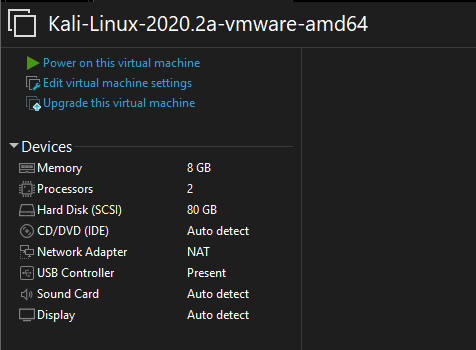 Kali-Linux-2020.2a-vmware-amd64
Power on this virtual machine
Edit virtual machine settings
Upgrade this virtual machine
Devices
Memory 8 GB
Processors 2
Hard Disk (SCSI) 80 GB
CD/DVD (IDE) Auto detect
Network Adapter NAT
USB Controller Present
Sound Card Auto detect
Display Auto detect